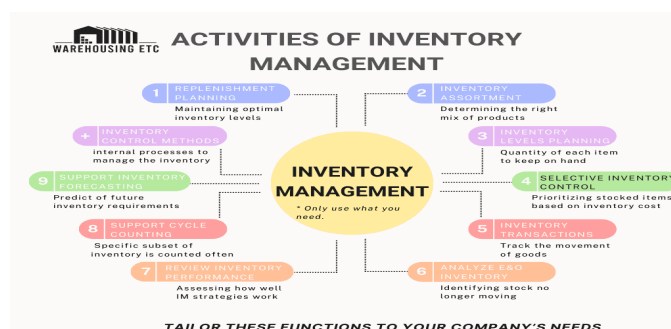 WAREHOUSING ETC
ACTIVITIES OF INVENTORY
MANAGEMENT
1
REPLENISHMENT
PLANNING
Maintaining optimal
inventory levels
2
INVENTORY
ASSORTMENT
Determining the right
mix of products
+
INVENTORY
CONTROL METHODS
internal processes to
manage the inventory
3
INVENTORY
LEVELS PLANNING
Quantity of each item
to keep on hand
9
SUPPORT INVENTORY
FORECASTING
Predict of future
inventory requirements
INVENTORY
MANAGEMENT
* Only use what you
need.
4
SELECTIVE INVENTORY
CONTROL
Prioritizing stocked items
based on inventory cost
8
SUPPORT CYCLE
COUNTING
Specific subset of
inventory is counted often
5
INVENTORY
TRANSACTIONS
Track the movement
of goods
7
REVIEW INVENTORY
PERFORMANCE
Assessing how well
IM strategies work
6
ANALYZE E&O
INVENTORY
Identifying stock no
longer moving
TAILOR THESE FUNCTIONS TO YOUR COMPANY'S NEEDS